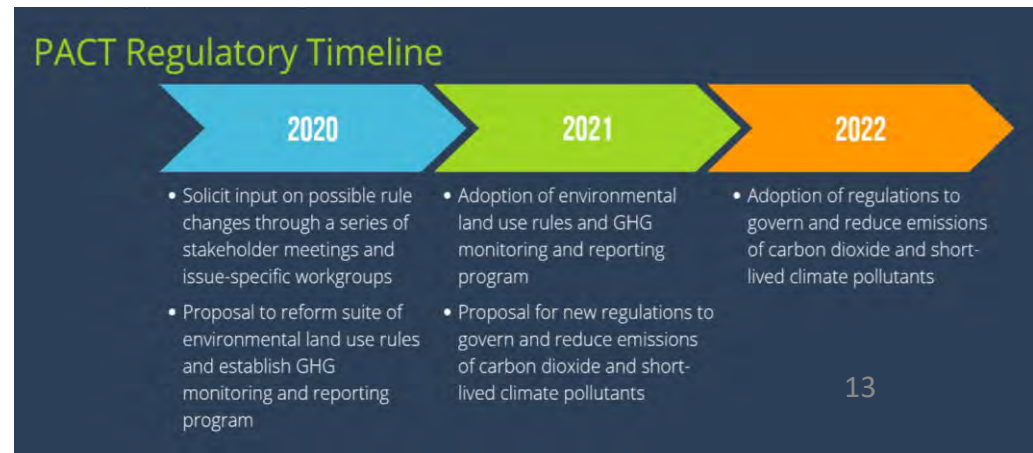 PACT Regulatory Timeline
2020
• Solicit input on possible rule
changes through a series of
stakeholder meetings and
issue-specific workgroups
• Proposal to reform suite of
environmental land use rules
and establish GHG
monitoring and reporting
program
2021
• Adoption of environmental
land use rules and GHG
monitoring and reporting
program
• Proposal for new regulations to
govern and reduce emissions
of carbon dioxide and short-
lived climate pollutants
2022
• Adoption of regulations to
govern and reduce emissions
of carbon dioxide and short-
lived climate pollutants
13